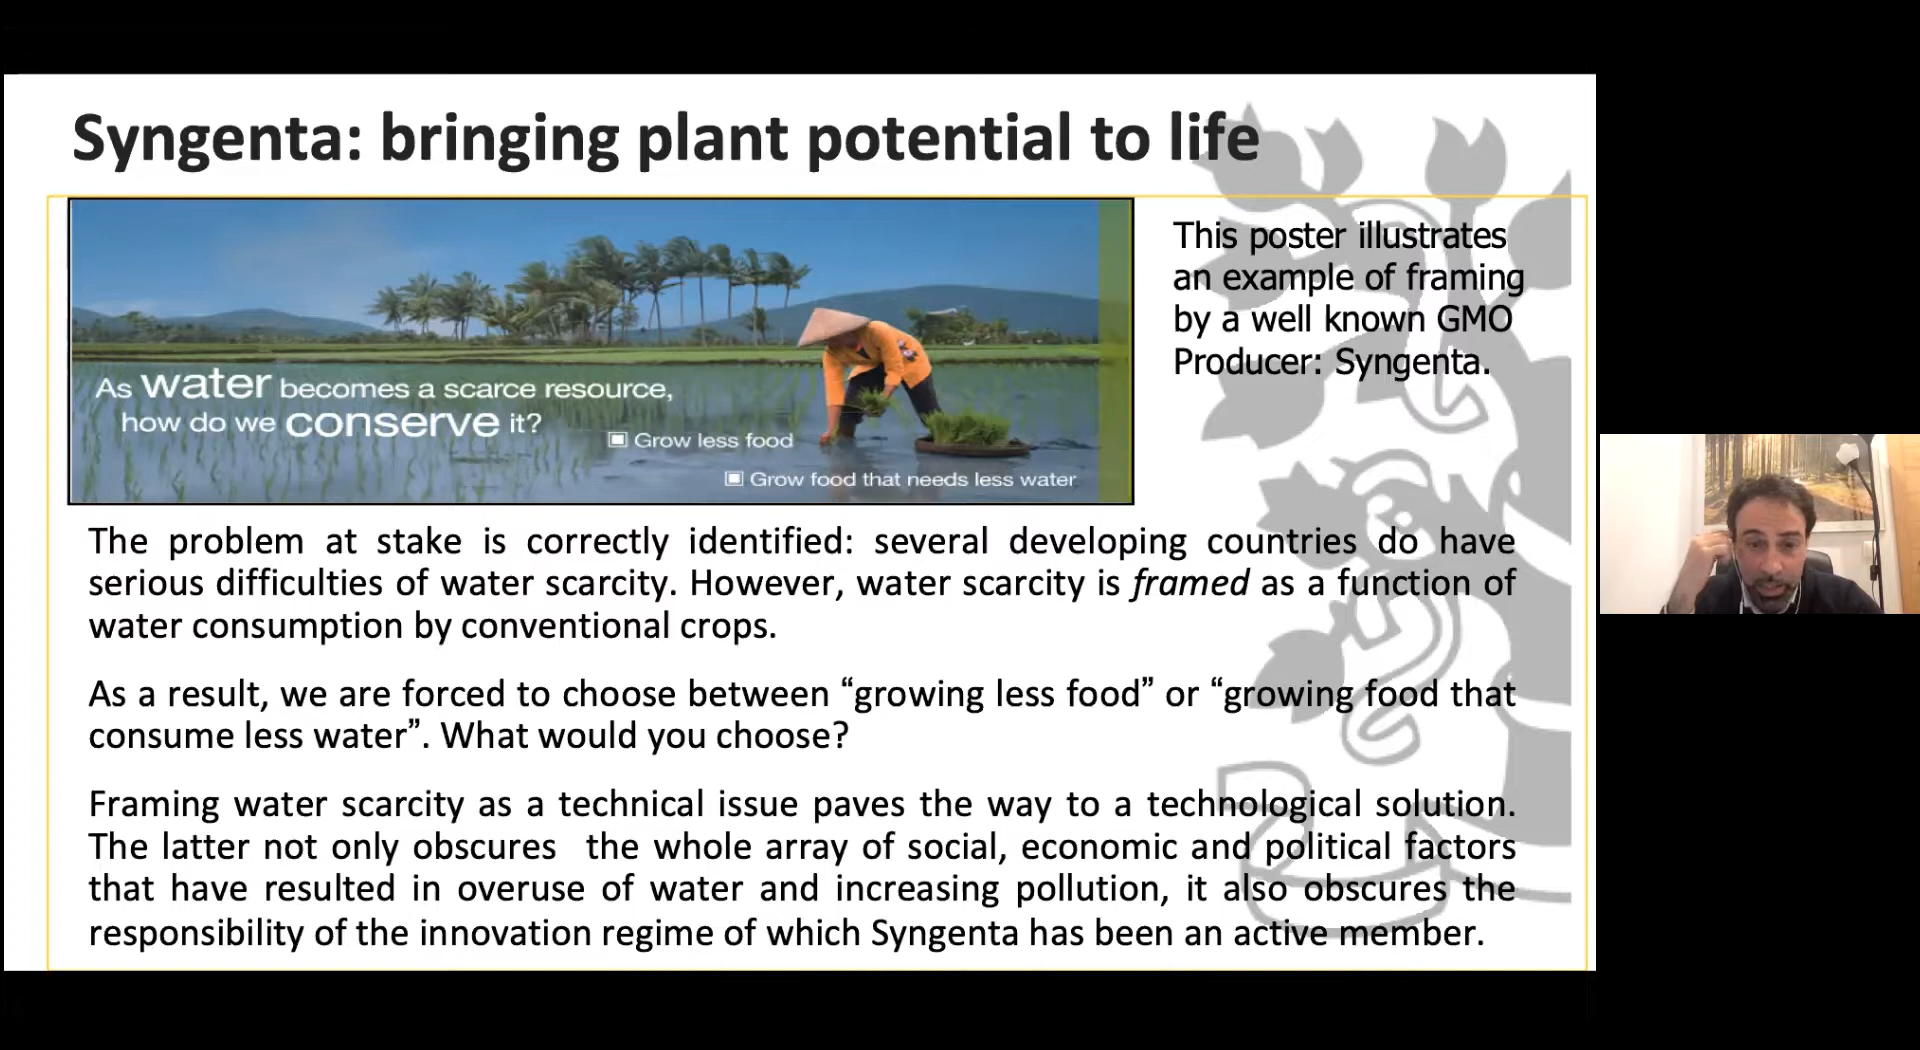 Syngenta: bringing plant potential to life
As water becomes a scarce resource,
how do we conserve it?
Grow less food
Grow food that needs less water
This poster illustrates
an example of framing
by a well known GMO
Producer: Syngenta.
The problem at stake is correctly identified: several developing countries do have
serious difficulties of water scarcity. However, water scarcity is framed as a function of
water consumption by conventional crops.
As a result, we are forced to choose between “growing less food” or “growing food that
consume less water”. What would you choose?
Framing water scarcity as a technical issue paves the way to a technological solution.
The latter not only obscures the whole array of social, economic and political factors
that have resulted in overuse of water and increasing pollution, it also obscures the
responsibility of the innovation regime of which Syngenta has been an active member.